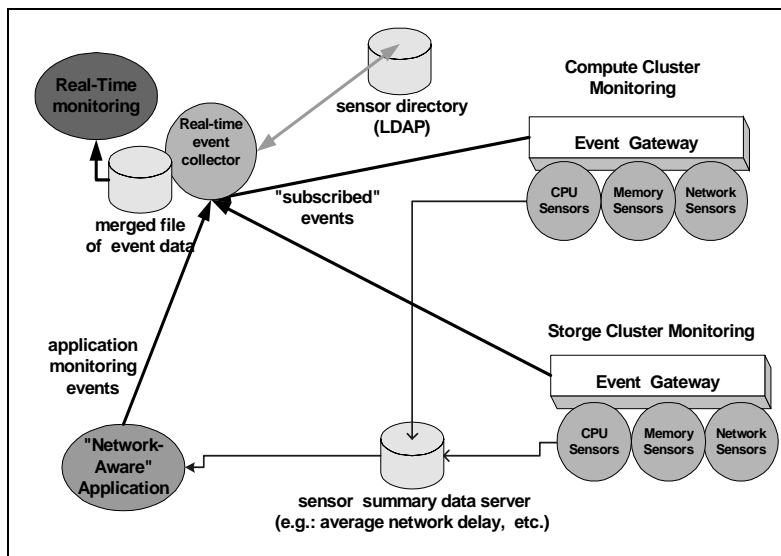 Real-Time
monitoring
Real-time
event
collector
sensor directory
(LDAP)
Compute Cluster
Monitoring
Event Gateway
CPU
Sensors
Memory
Sensors
Network
Sensors
merged file
of event data
"subscribed"
events
application
monitoring
events
Storge Cluster Monitoring
Event Gateway
CPU
Sensors
Memory
Sensors
Network
Sensors
"Network-
Aware"
Application
sensor summary data server
(e.g.: average network delay, etc.)